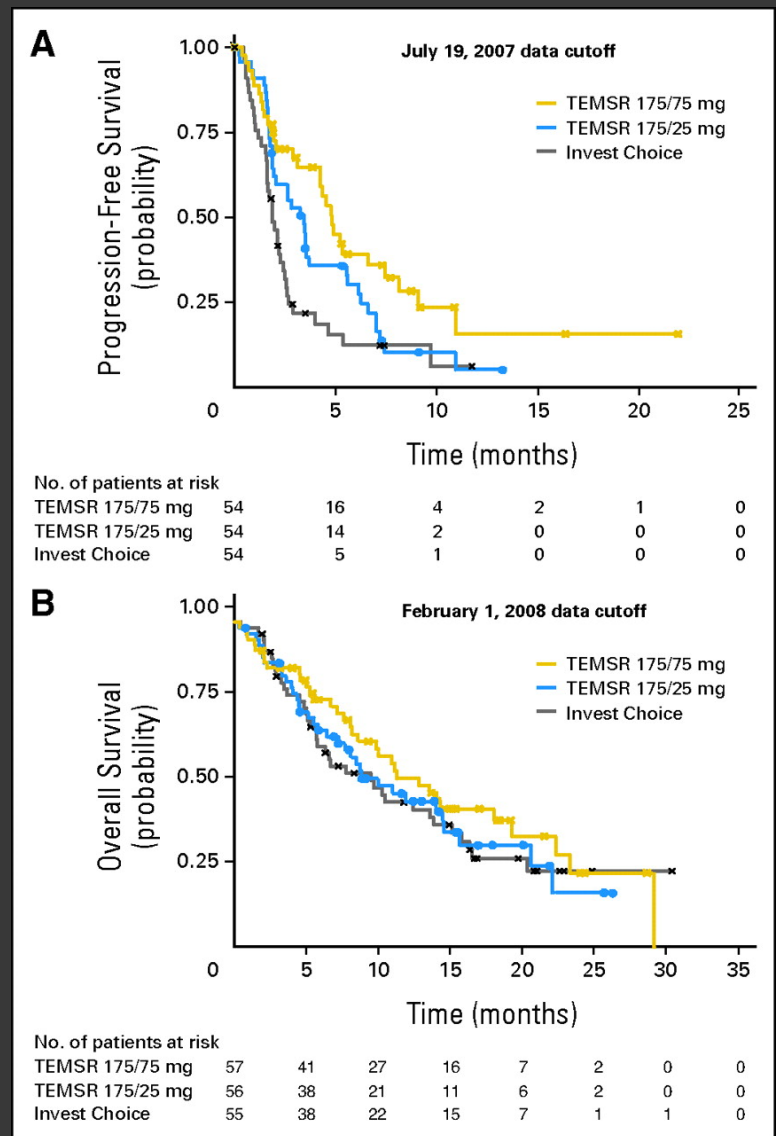 A
July 19, 2007 data cutoff
TEMSR 175/75 mg
TEMSR 175/25 mg
Invest Choice
Progression-Free Survival
(probability)
1.00
0.75
0.50
0.25
0 5 10 15 20 25
Time (months)
No. of patients at risk
TEMSR 175/75 mg 54 16 4 2 1 0
TEMSR 175/25 mg 54 14 2 0 0 0
Invest Choice 54 5 1 0 0 0
B
February 1, 2008 data cutoff
TEMSR 175/75 mg
TEMSR 175/25 mg
Invest Choice
Overall Survival
(probability)
1.00
0.75
0.50
0.25
0 5 10 15 20 25 30 35
Time (months)
No. of patients at risk
TEMSR 175/75 mg 57 41 27 16 7 2 0 0
TEMSR 175/25 mg 56 38 21 11 6 2 0 0
Invest Choice 55 38 22 15 7 1 1 0